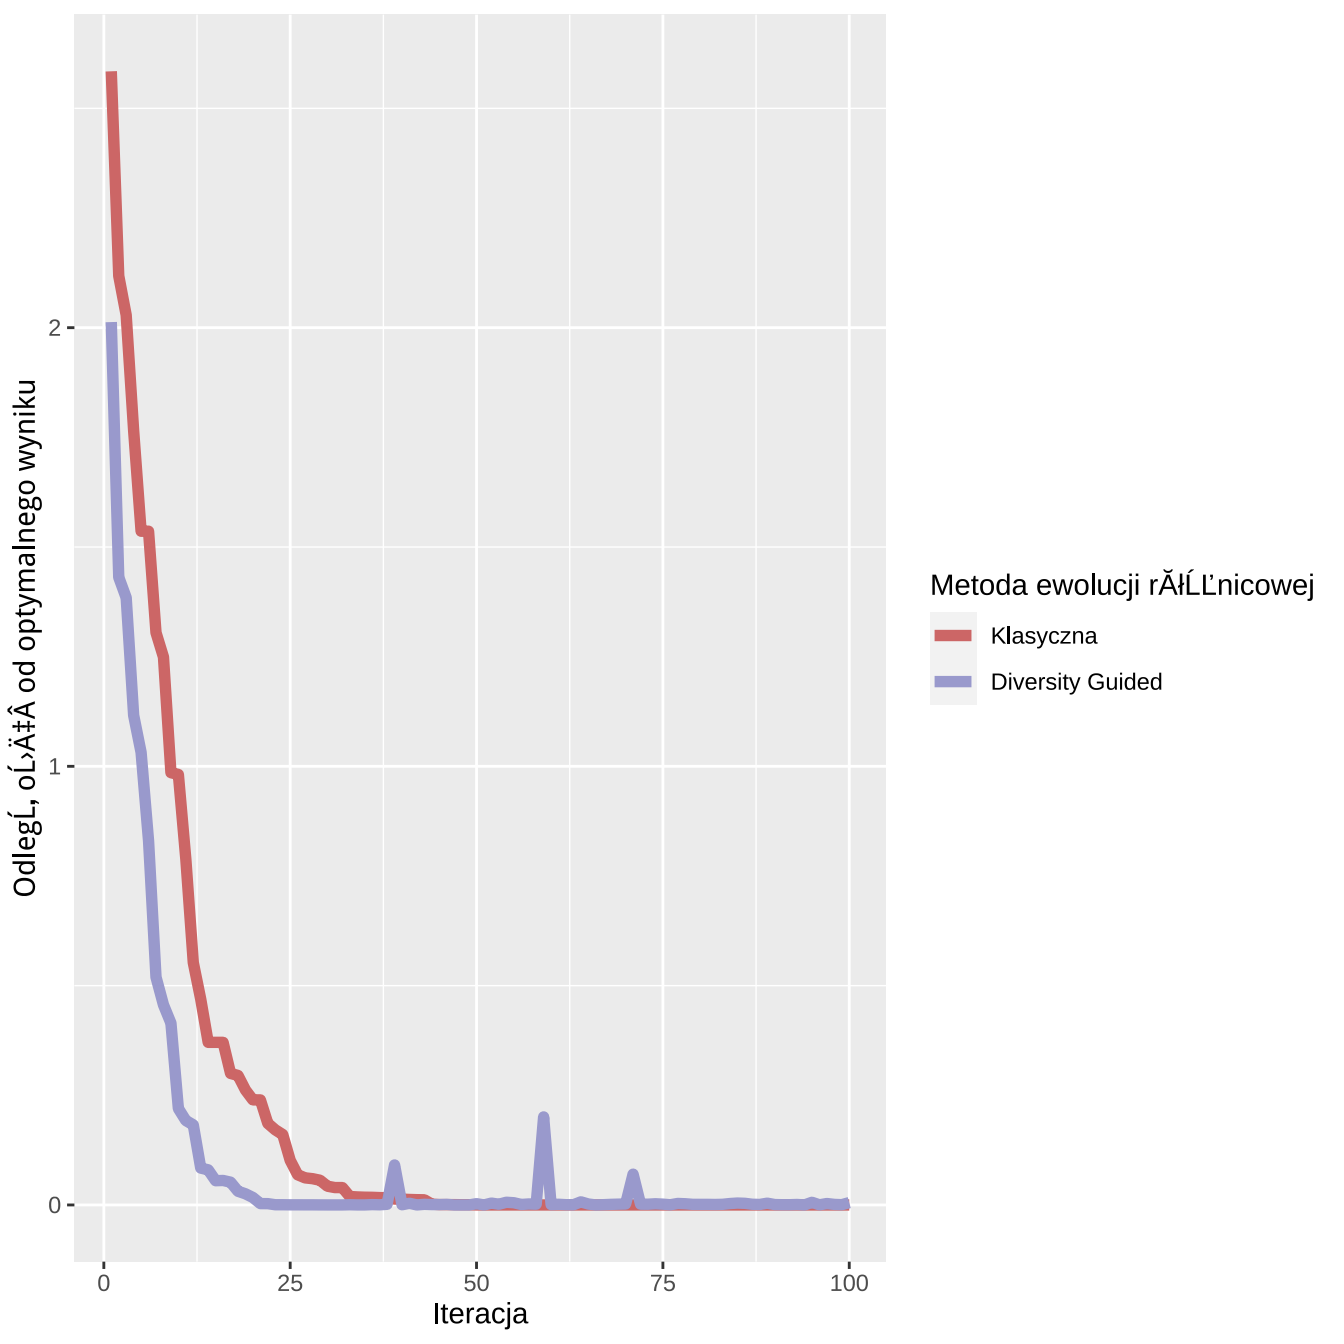 OdlegĹ‚oĹ›Ä‡Â od optymalnego wyniku
2
1
0
0 25 50 75 100
Iteracja
Metoda ewolucji rĂłĹĽnicowej
Klasyczna
Diversity Guided